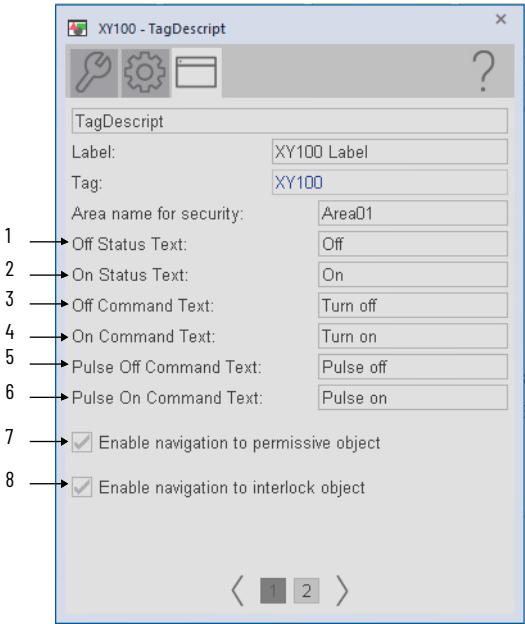 XY100 - TagDescript
×
?
TagDescript
Label: XY100 Label
Tag: XY100
Area name for security: Area01
1 Off Status Text: Off
2 On Status Text: On
3 Off Command Text: Turn off
4 On Command Text: Turn on
5 Pulse Off Command Text: Pulse off
6 Pulse On Command Text: Pulse on
7 Enable navigation to permissive object
8 Enable navigation to interlock object
1 2